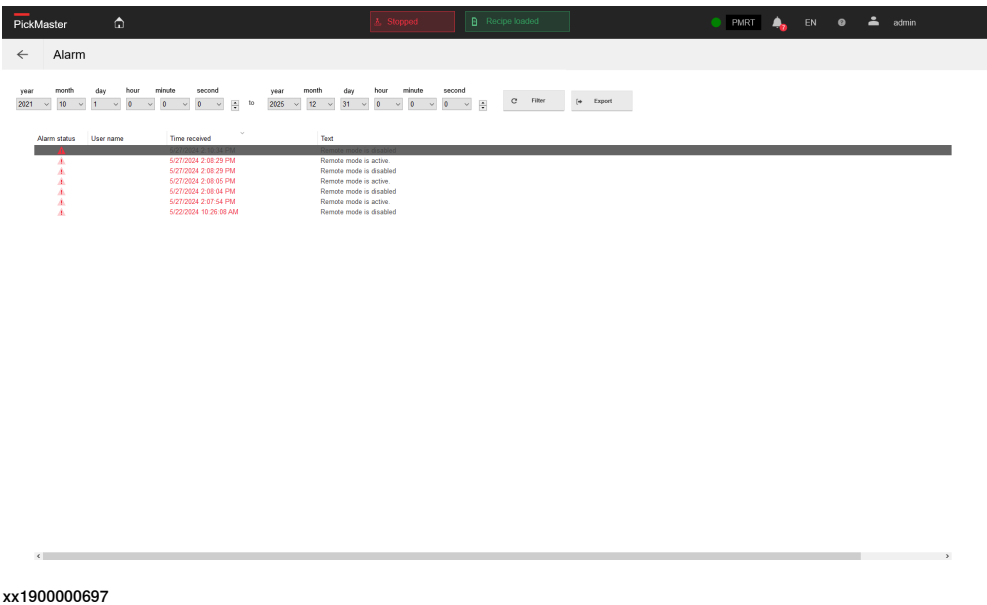 PickMaster Stopped Recipe loaded PMRT EN admin
Alarm
year month day hour minute second year month day hour minute second
2021 10 1 0 0 0 to 2025 12 31 0 0 0 Filter Export
Alarm status User name Time received Text
Remote mode is disabled
5/27/2024 2:08:29 PM Remote mode is active.
5/27/2024 2:08:29 PM Remote mode is disabled
5/27/2024 2:08:05 PM Remote mode is active.
5/27/2024 2:08:04 PM Remote mode is disabled
5/27/2024 2:07:54 PM Remote mode is active.
5/22/2024 10:26:08 AM Remote mode is disabled
xx1900000697